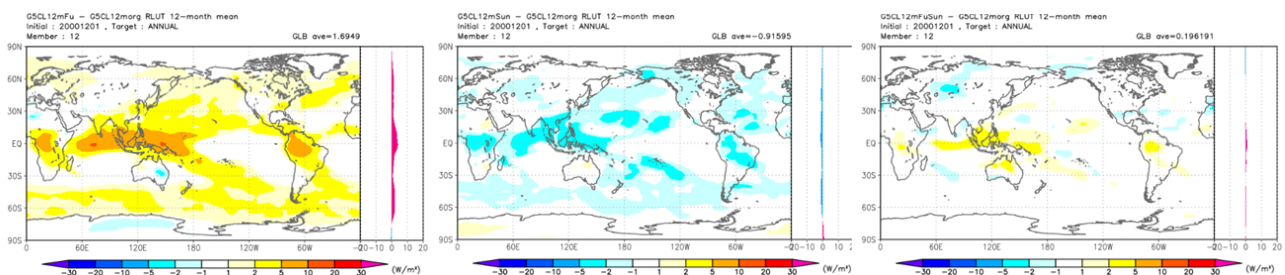 G5CL12mFu − G5CL12morg RLUT 12−month mean
Initial : 20001201 , Target : ANNUAL
Member : 12
GLB ave=1.6949
90N
60N
30N
EQ
30S
60S
90S
0 60E 120E 180 120W 60W 0
−20−10 0 10 20
−30 −20 −10 −5 −2 −1 1 2 5 10 20 30
(W/m²)
G5CL12mSun − G5CL12morg RLUT 12−month mean
Initial : 20001201 , Target : ANNUAL
Member : 12
GLB ave=−0.91595
90N
60N
30N
EQ
30S
60S
90S
0 60E 120E 180 120W 60W 0
−20−10 0 10 20
−30 −20 −10 −5 −2 −1 1 2 5 10 20 30
(W/m²)
G5CL12mFuSun − G5CL12morg RLUT 12−month mean
Initial : 20001201 , Target : ANNUAL
Member : 12
GLB ave=0.196191
90N
60N
30N
EQ
30S
60S
90S
0 60E 120E 180 120W 60W 0
−20−10 0 10 20
−30 −20 −10 −5 −2 −1 1 2 5 10 20 30
(W/m²)